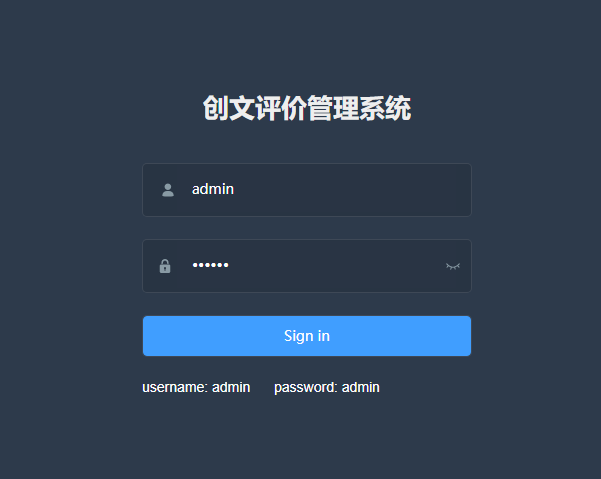 创文评价管理系统
admin
••••••
Sign in
username: admin password: admin